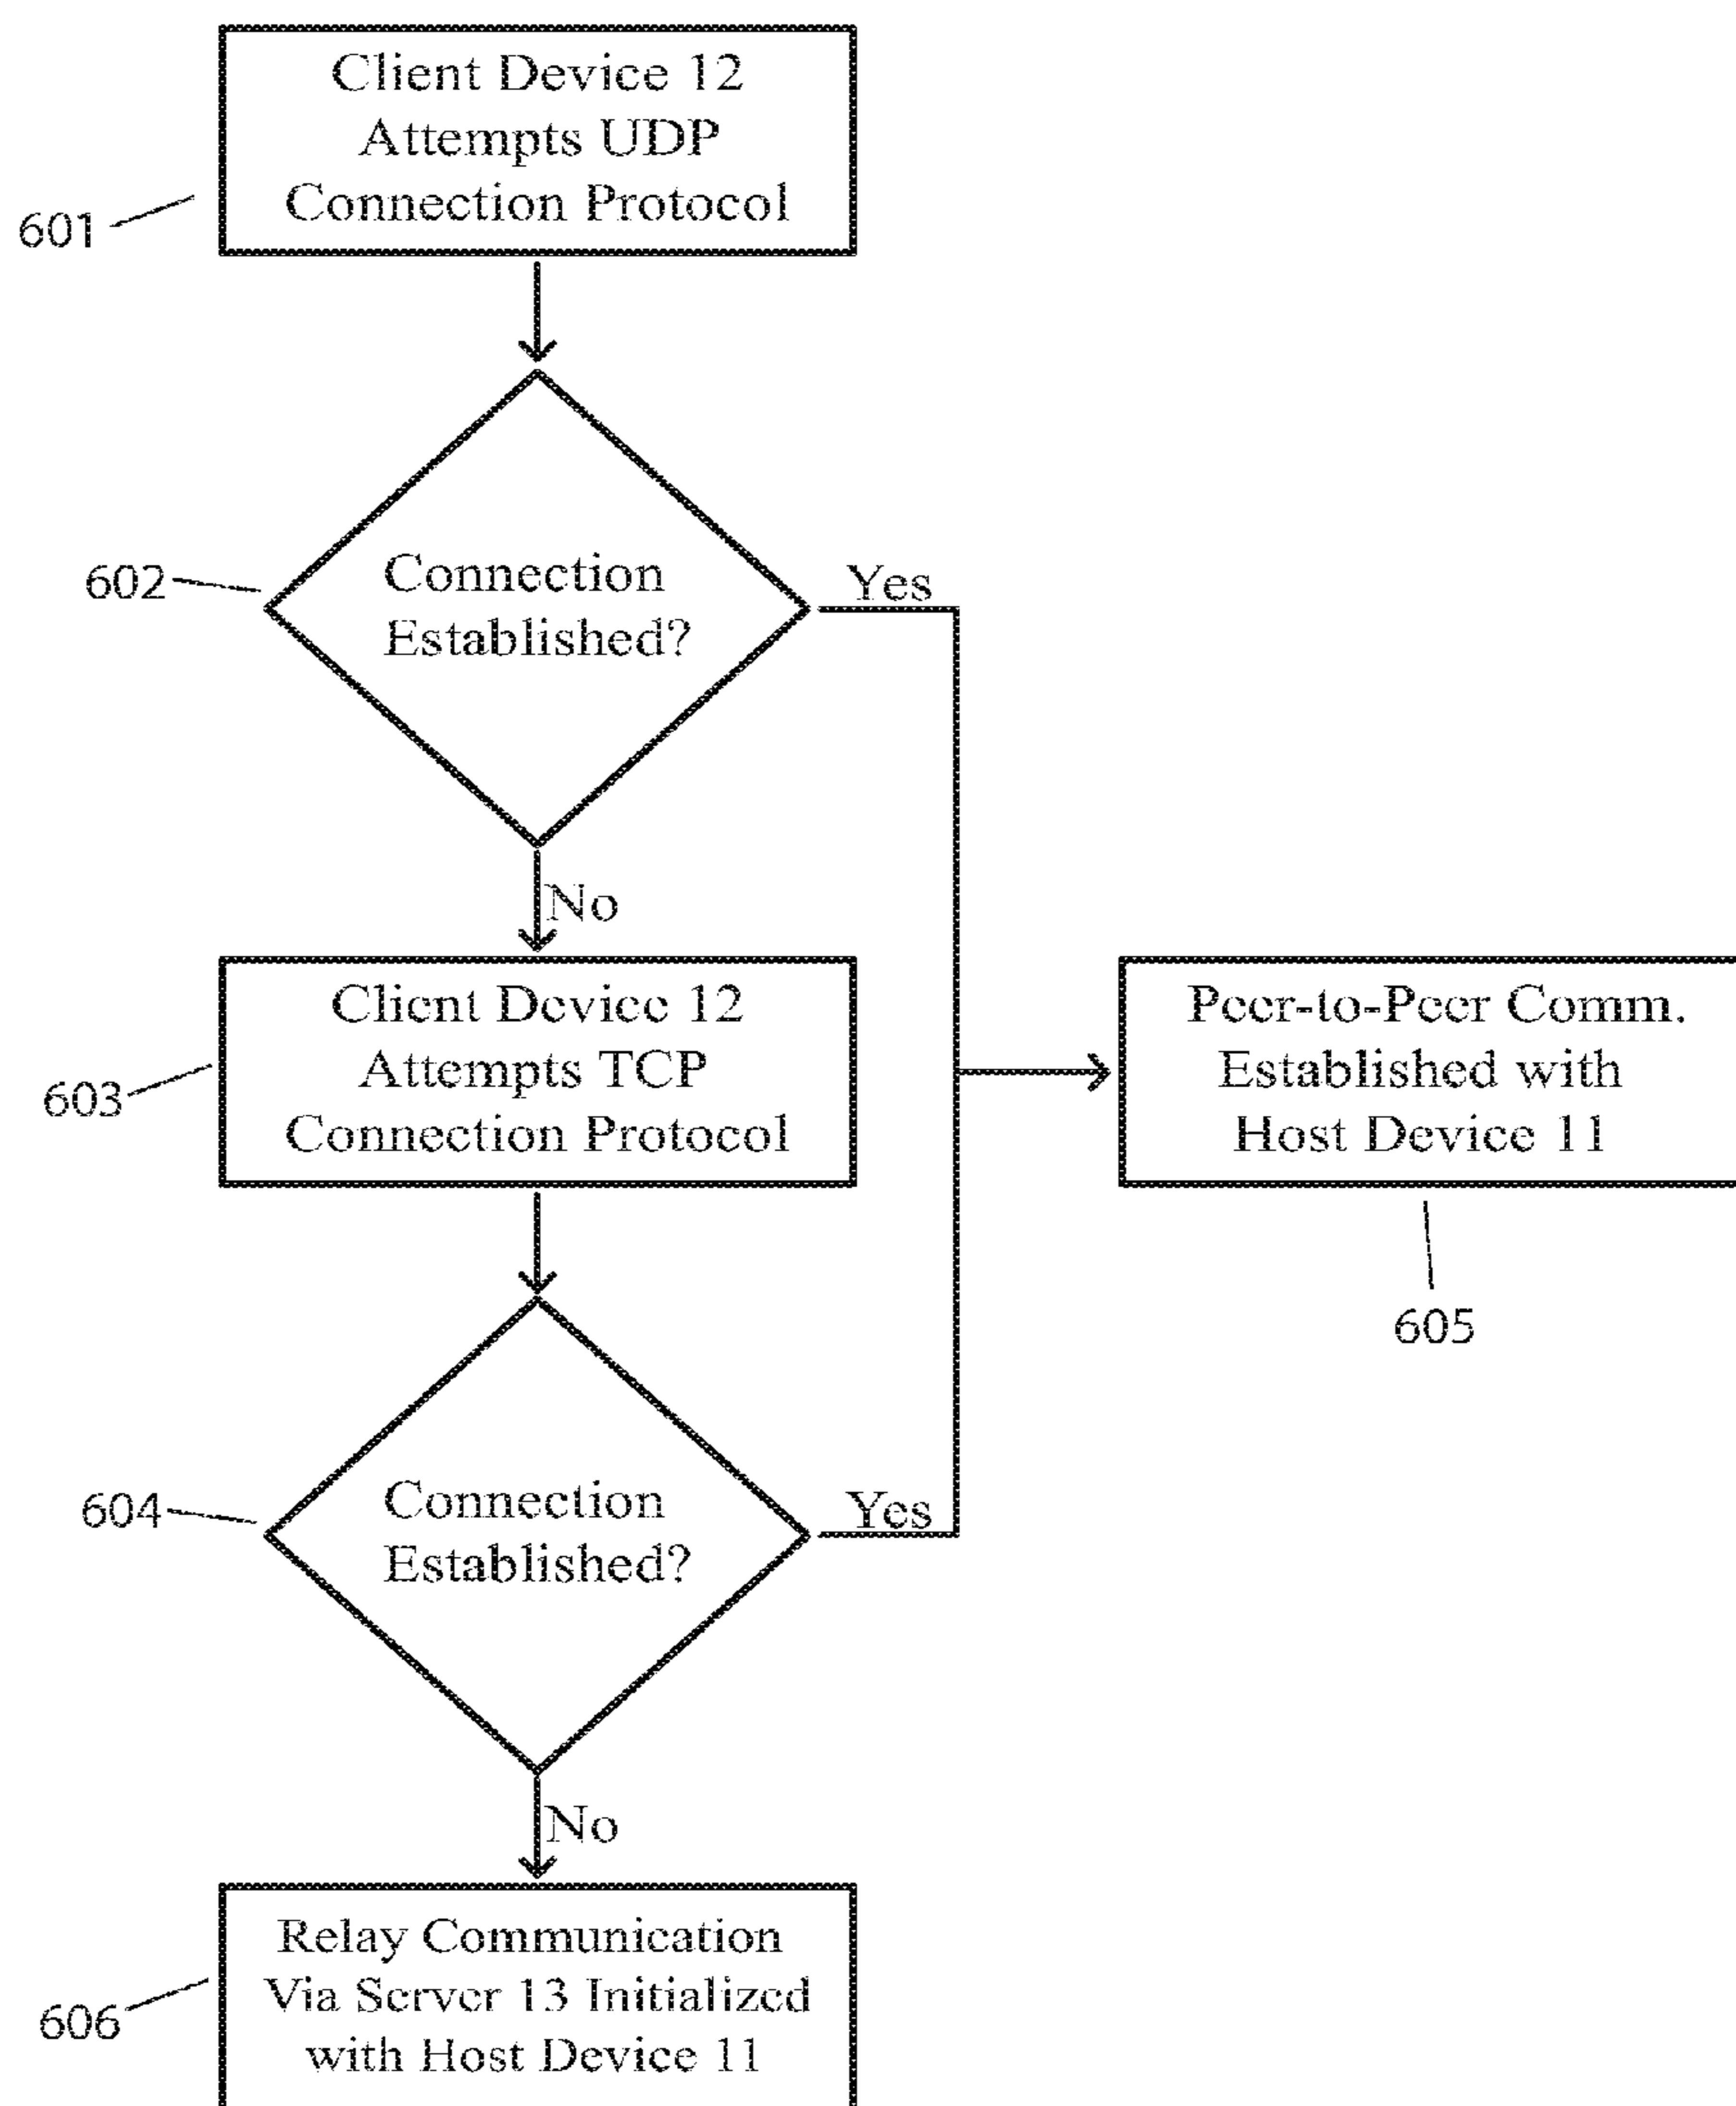 Client Device 12
Attempts UDP
Connection Protocol
601
602
Connection
Established?
Yes
No
Client Device 12
Attempts TCP
Connection Protocol
603
Peer-to-Peer Comm.
Established with
Host Device 11
605
604
Connection
Established?
Yes
No
Relay Communication
Via Server 13 Initialized
with Host Device 11
606